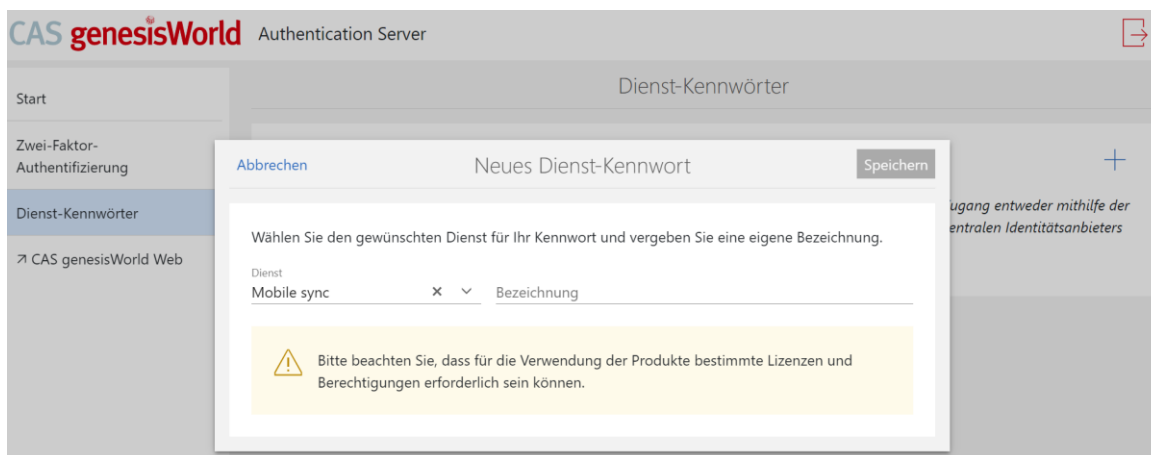 CAS genesisWorld Authentication Server
Dienst-Kennwörter
Start
Zwei-Faktor-
Authentifizierung
Dienst-Kennwörter
CAS genesisWorld Web
Abbrechen
Neues Dienst-Kennwort
Speichern
Wählen Sie den gewünschten Dienst für Ihr Kennwort und vergeben Sie eine eigene Bezeichnung.
Dienst
Mobile sync
Bezeichnung
Bitte beachten Sie, dass für die Verwendung der Produkte bestimmte Lizenzen und
Berechtigungen erforderlich sein können.
entweder mithilfe der
Identitätsanbieters